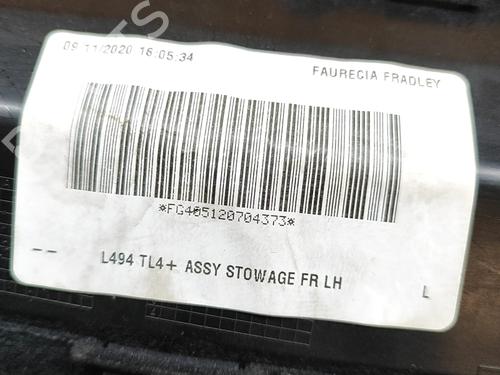 09/11/2020 16:05:34
FAURECIA FRADLEY
*FG405120704373*
-- L494 TL4+ ASSY STOWAGE FR LH L